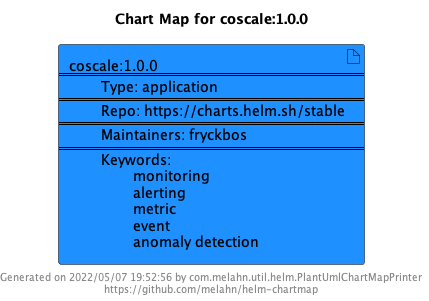 Chart Map for coscale:1.0.0
coscale:1.0.0
Type: application
Repo: https://charts.helm.sh/stable
Maintainers: fryckbos
Keywords:
monitoring
alerting
metric
event
anomaly detection
Generated on 2022/05/07 19:52:56 by com.melahn.util.helm.PlantUmlChartMapPrinter
https://github.com/melahn/helm-chartmap